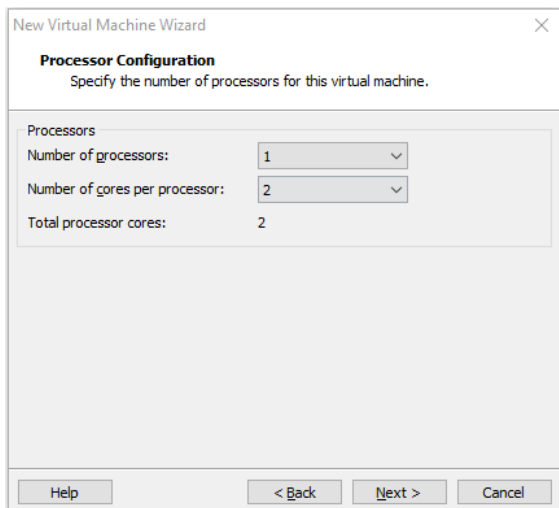 New Virtual Machine Wizard
Processor Configuration
Specify the number of processors for this virtual machine.
Processors
Number of processors: 1
Number of cores per processor: 2
Total processor cores: 2
Help < Back Next > Cancel